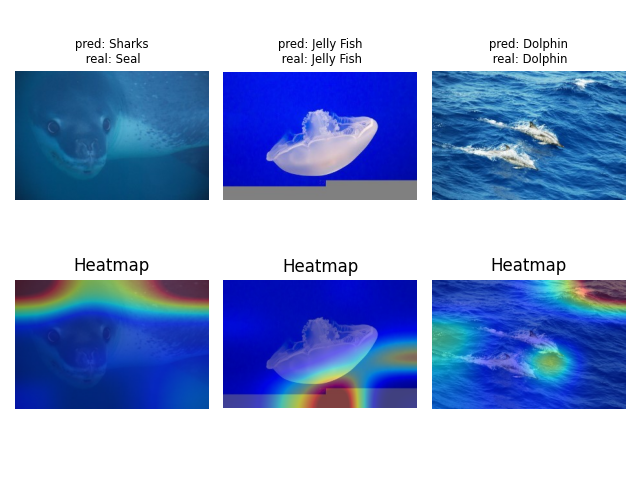 pred: Sharks
real: Seal
pred: Jelly Fish
real: Jelly Fish
pred: Dolphin
real: Dolphin
Heatmap
Heatmap
Heatmap